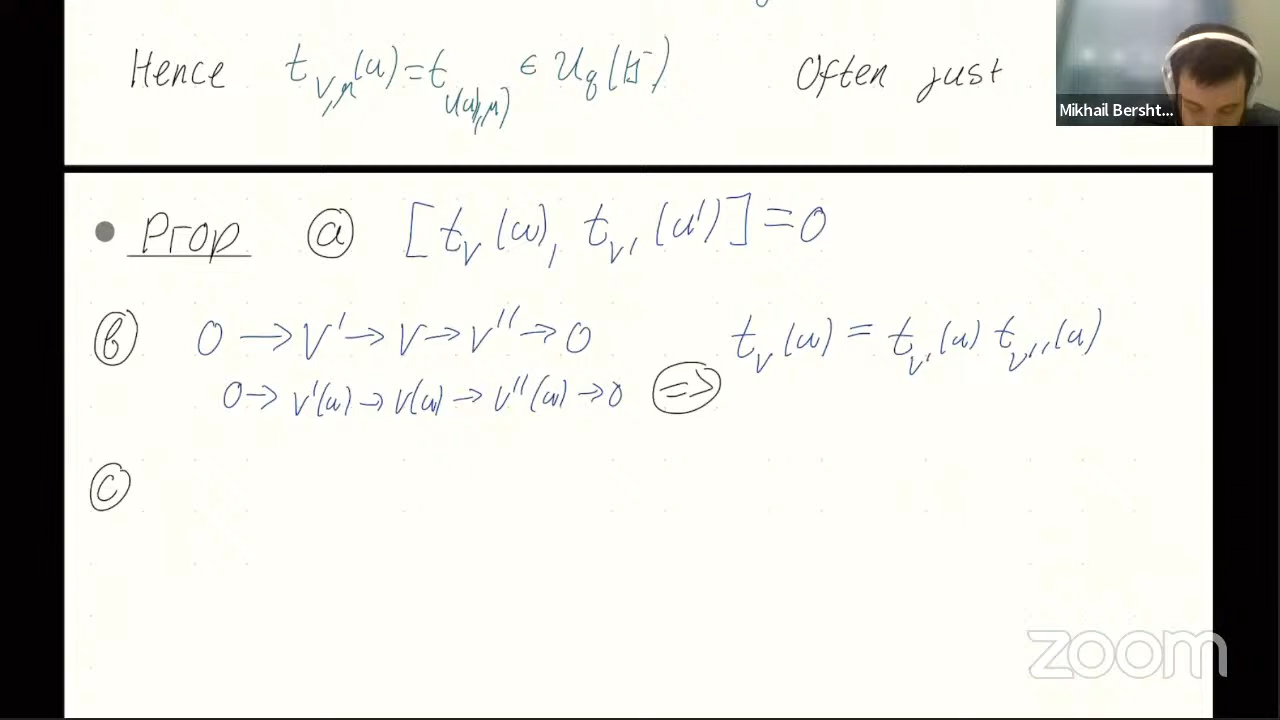 Hence t_{V,μ}(u) = t_{V(u),μ)} ∈ U_q(b^-) Often just
Mikhail Bersht...
• Prop ⓐ [t_V(u), t_{V'}(u')] = 0
ⓑ 0 → V' → V → V'' → 0 t_V(u) = t_{V'}(u) t_{V''}(u)
0 → V'(u) → V(u) → V''(u) → 0 ⇒
ⓒ
zoom